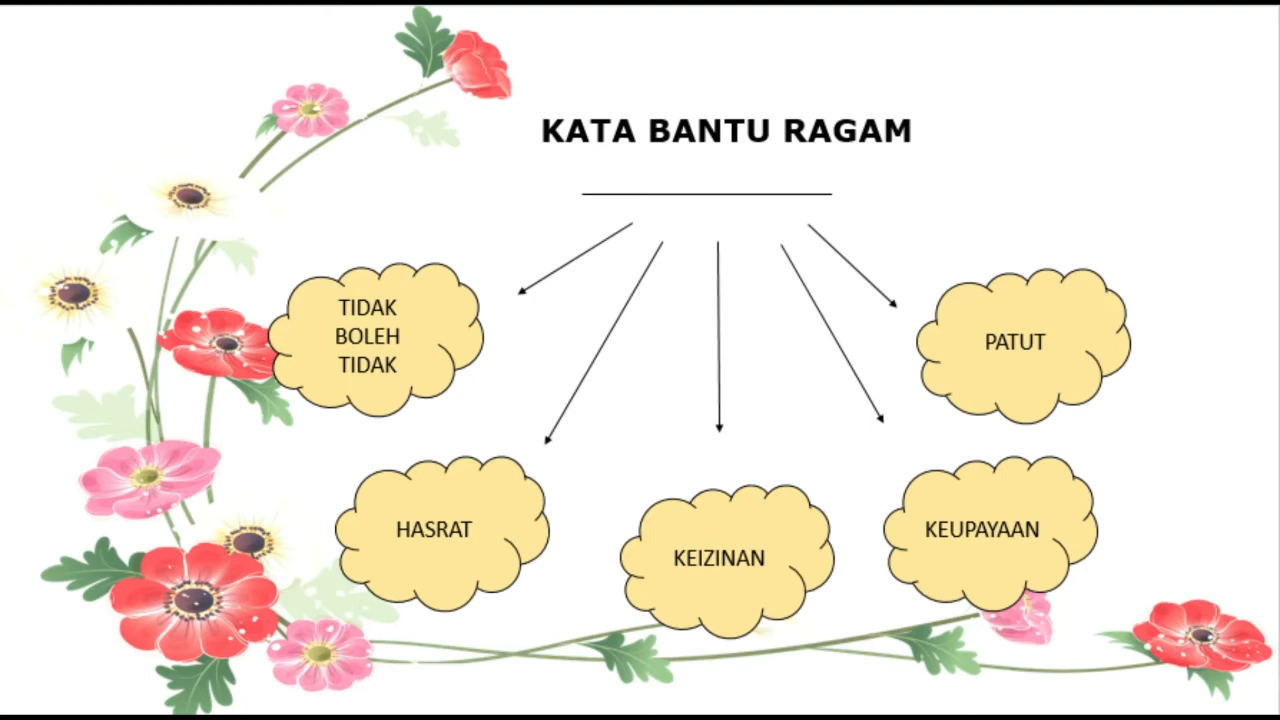 KATA BANTU RAGAM
TIDAK
BOLEH
TIDAK
HASRAT
KEIZINAN
KEUPAYAAN
PATUT